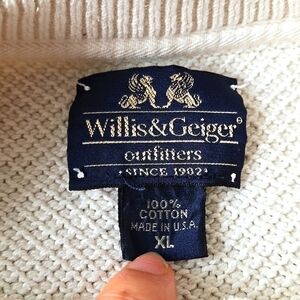 Willis&Geiger®
outfitters
•SINCE 1902•
100%
COTTON
MADE IN U.S.A.
XL